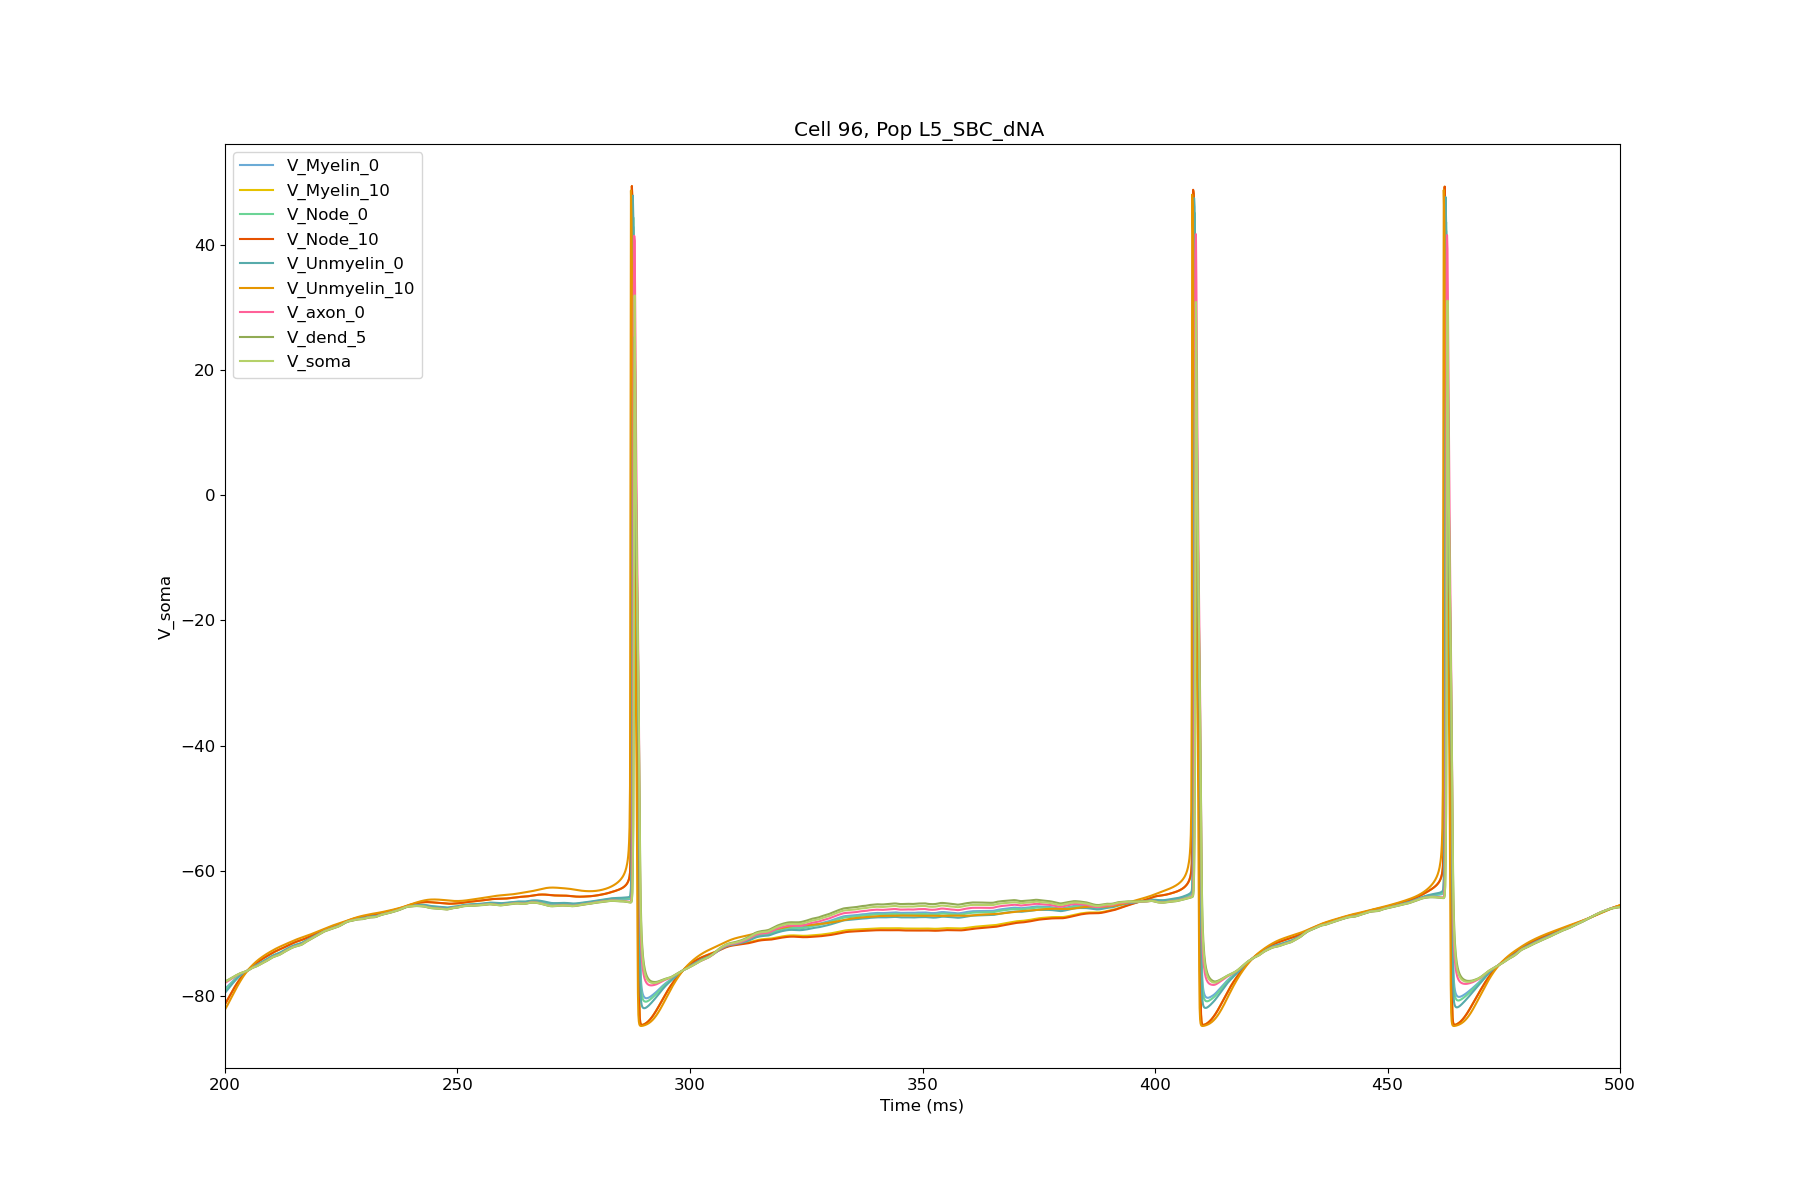 Cell 96, Pop L5_SBC_dNA
V_Myelin_0
V_Myelin_10
V_Node_0
V_Node_10
V_Unmyelin_0
V_Unmyelin_10
V_axon_0
V_dend_5
V_soma
40
20
0
−20
−40
−60
−80
V_soma
200 250 300 350 400 450 500
Time (ms)